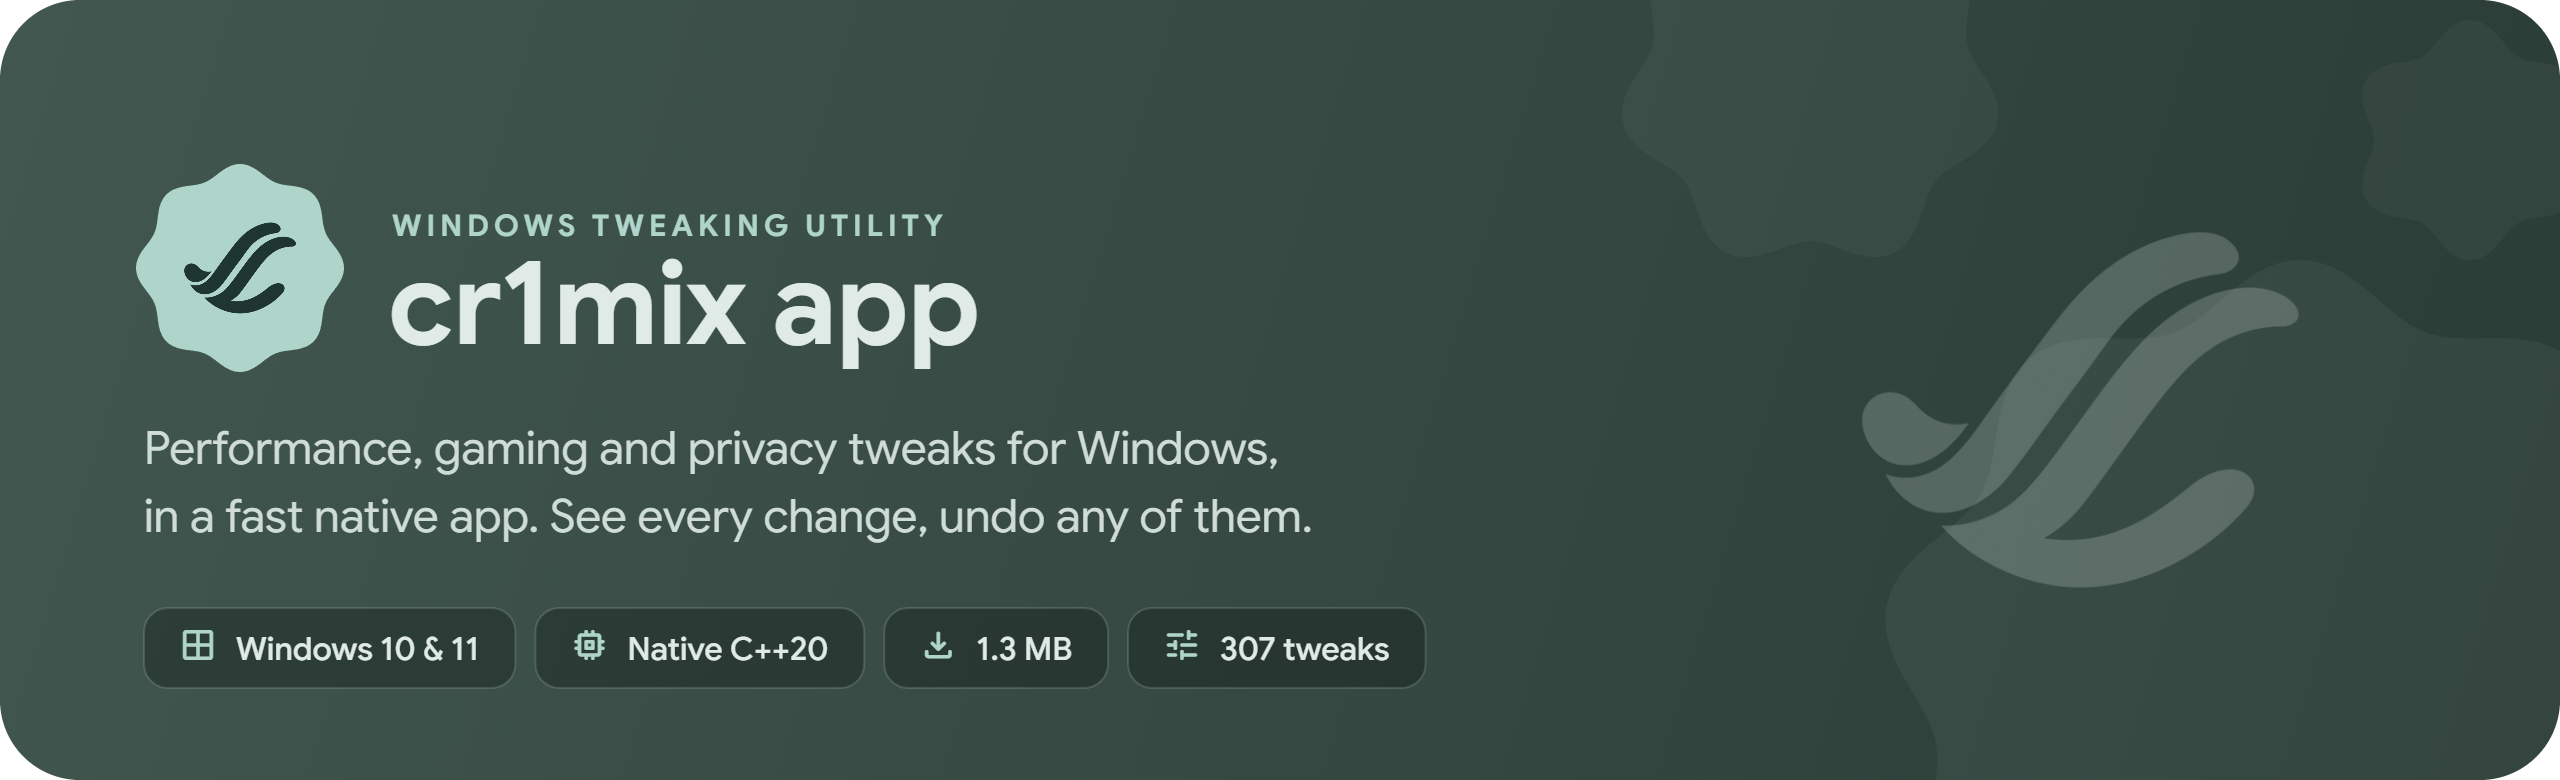 WINDOWS TWEAKING UTILITY
cr1mix app
Performance, gaming and privacy tweaks for Windows,
in a fast native app. See every change, undo any of them.
Windows 10 & 11
Native C++20
1.3 MB
307 tweaks